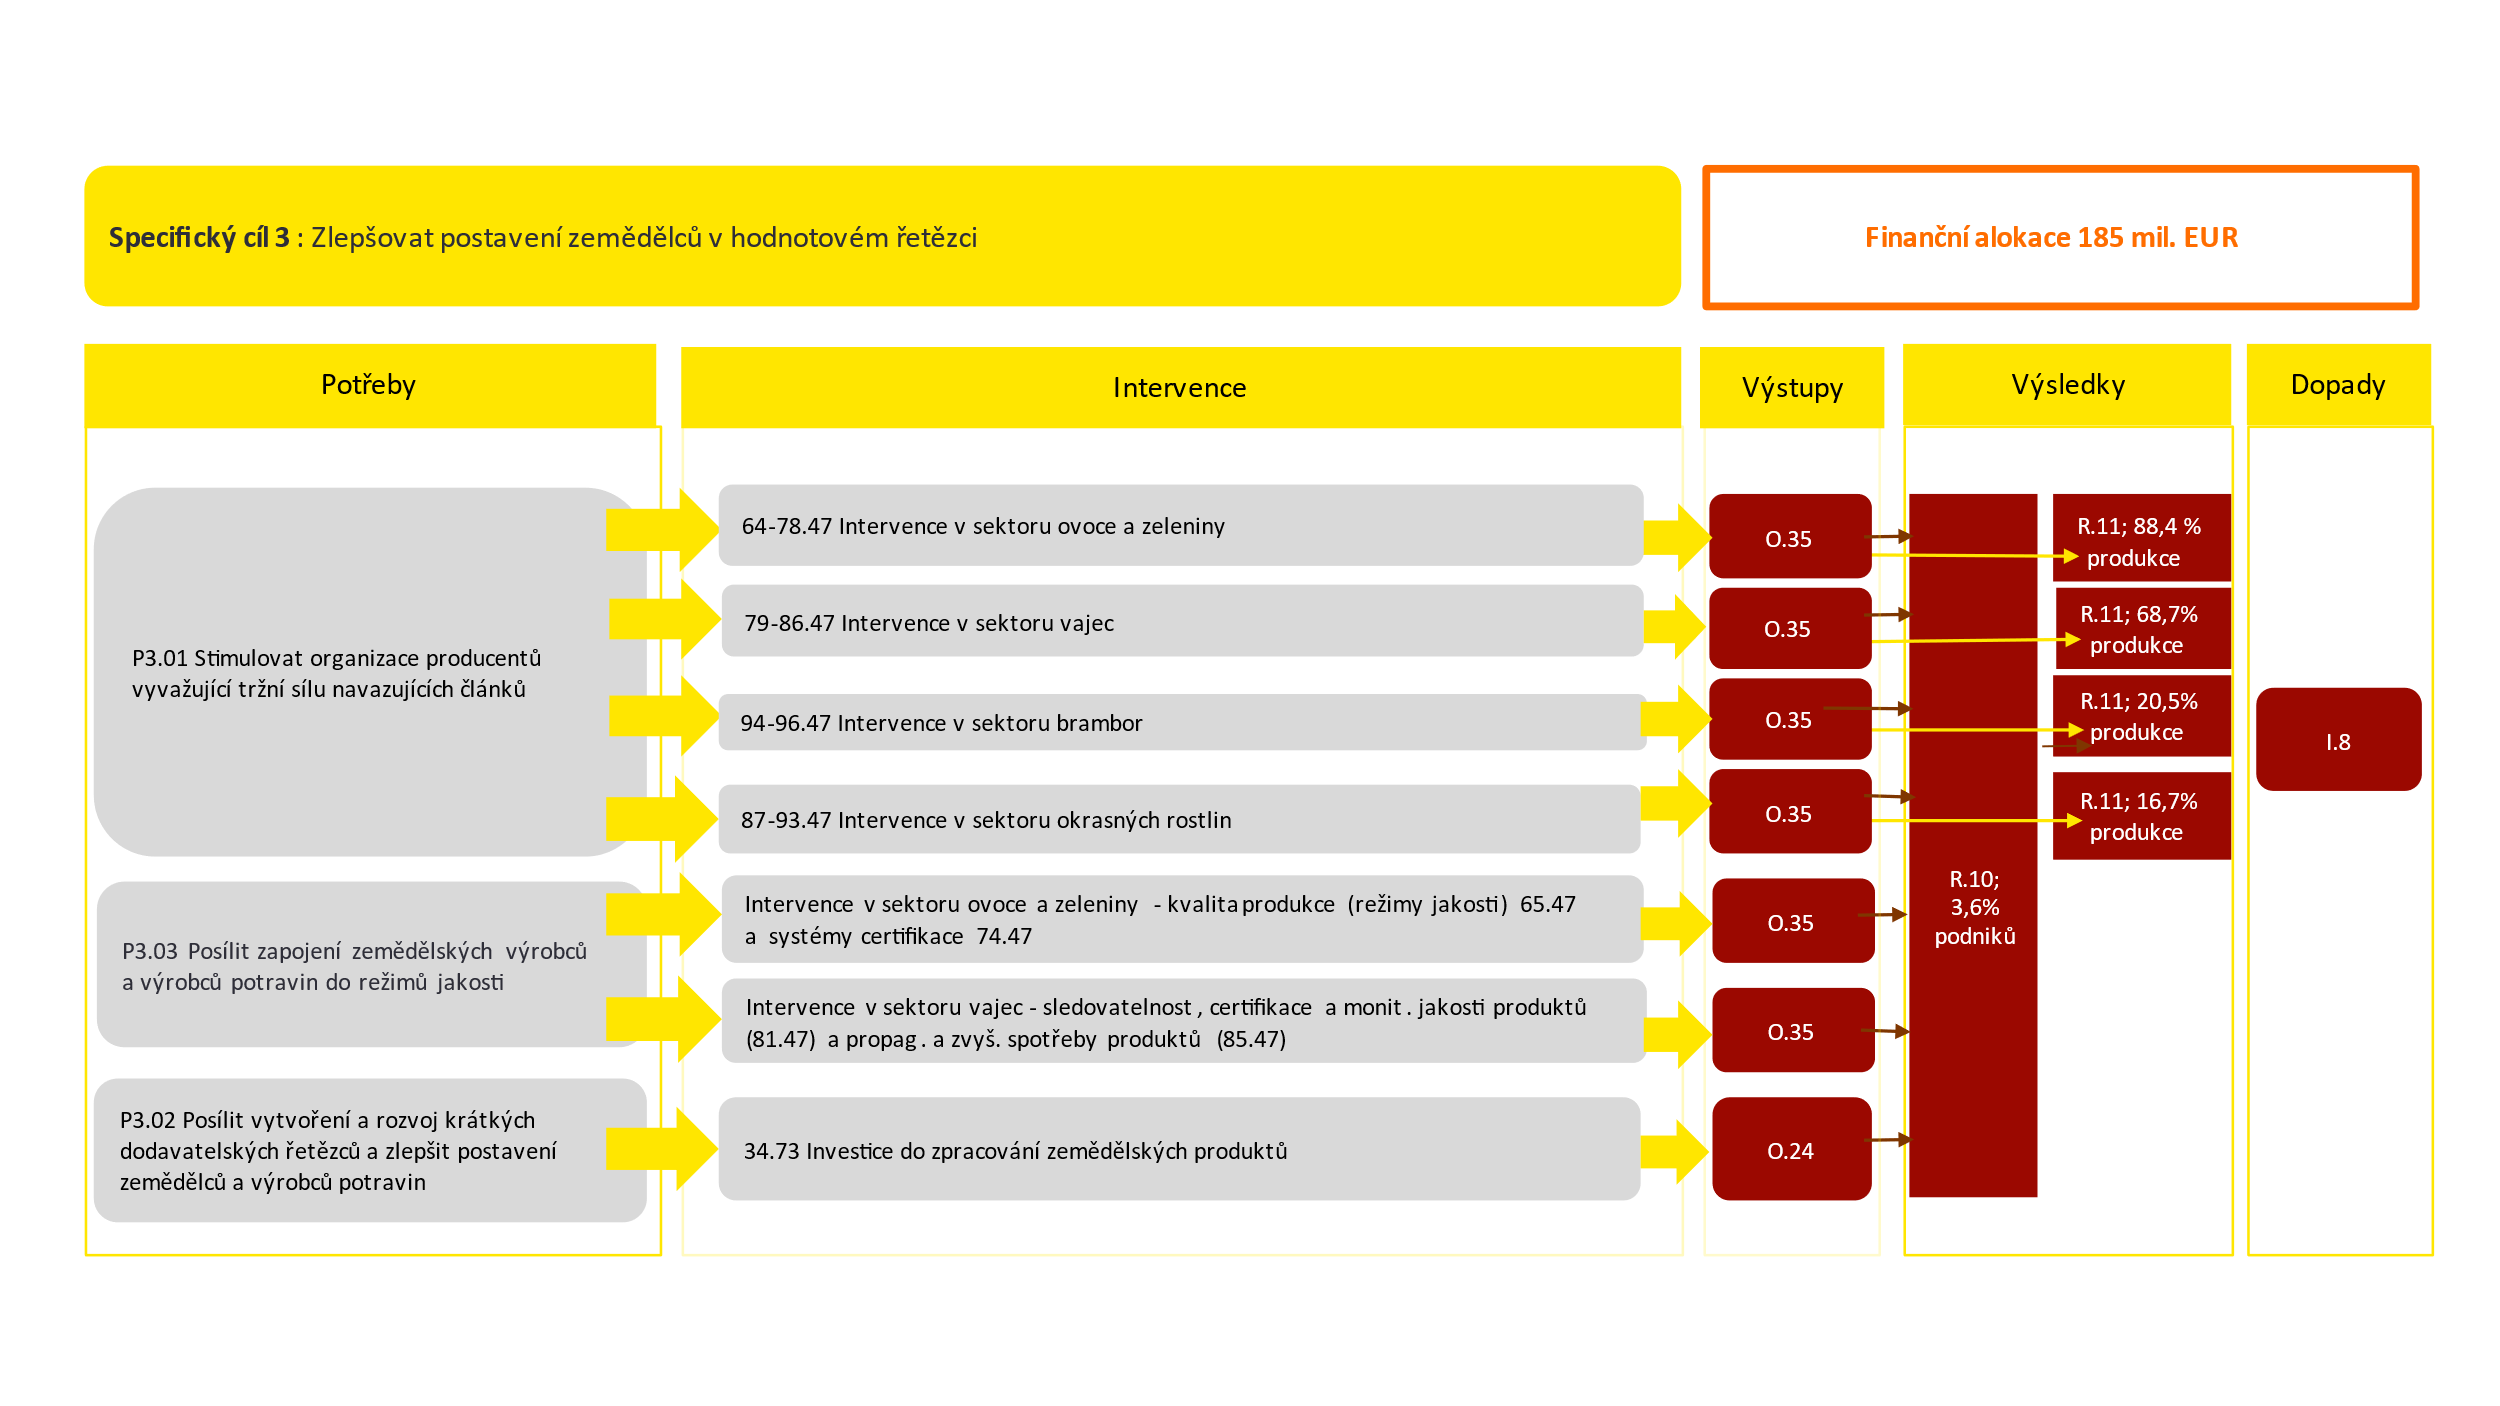 Specifický cíl 3 : Zlepšovat postavení zemědělců v hodnotovém řetězci
Finanční alokace 185 mil. EUR
Potřeby
Intervence
Výstupy
Výsledky
Dopady
P3.01 Stimulovat organizace producentů
vyvažující tržní sílu navazujících článků
P3.03 Posílit zapojení zemědělských výrobců
a výrobců potravin do režimů jakosti
P3.02 Posílit vytvoření a rozvoj krátkých
dodavatelských řetězců a zlepšit postavení
zemědělců a výrobců potravin
64-78.47 Intervence v sektoru ovoce a zeleniny
79-86.47 Intervence v sektoru vajec
94-96.47 Intervence v sektoru brambor
87-93.47 Intervence v sektoru okrasných rostlin
Intervence v sektoru ovoce a zeleniny - kvalita produkce (režimy jakosti) 65.47
a systémy certifikace 74.47
Intervence v sektoru vajec - sledovatelnost, certifikace a monit. jakosti produktů
(81.47) a propag. a zvyš. spotřeby produktů (85.47)
34.73 Investice do zpracování zemědělských produktů
O.35
O.35
O.35
O.35
O.35
O.35
O.24
R.10;
3,6%
podniků
R.11; 88,4 %
produkce
R.11; 68,7%
produkce
R.11; 20,5%
produkce
R.11; 16,7%
produkce
I.8